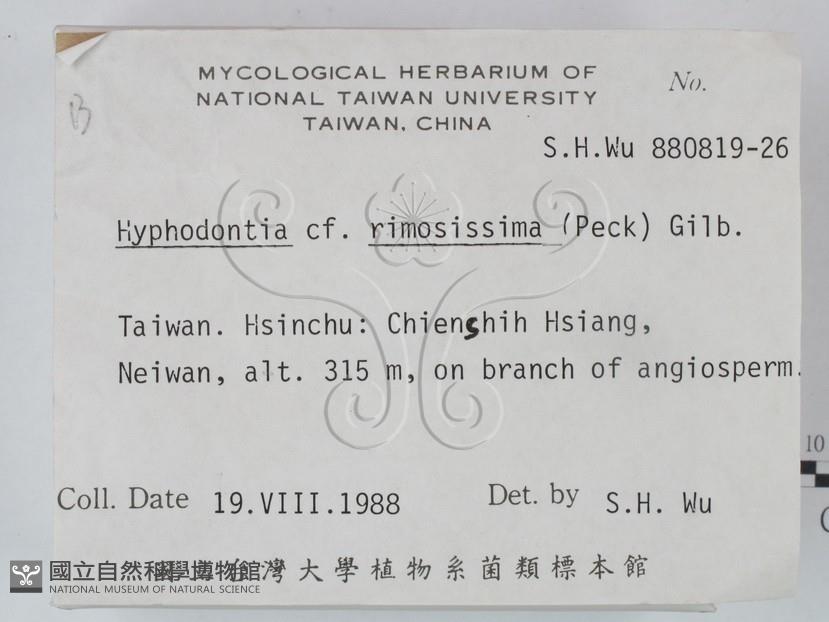 MYCOLOGICAL HERBARIUM OF
NATIONAL TAIWAN UNIVERSITY
TAIWAN, CHINA
No.
B
S.H.Wu 880819-26
Hyphodontia cf. rimosissima (Peck) Gilb.
Taiwan. Hsinchu: Chienshih Hsiang,
Neiwan, alt. 315 m, on branch of angiosperm.
10
Coll. Date 19.VIII.1988
Det. by S.H. Wu
灣大學植物系菌類標本館
國立自然科學博物館
NATIONAL MUSEUM OF NATURAL SCIENCE